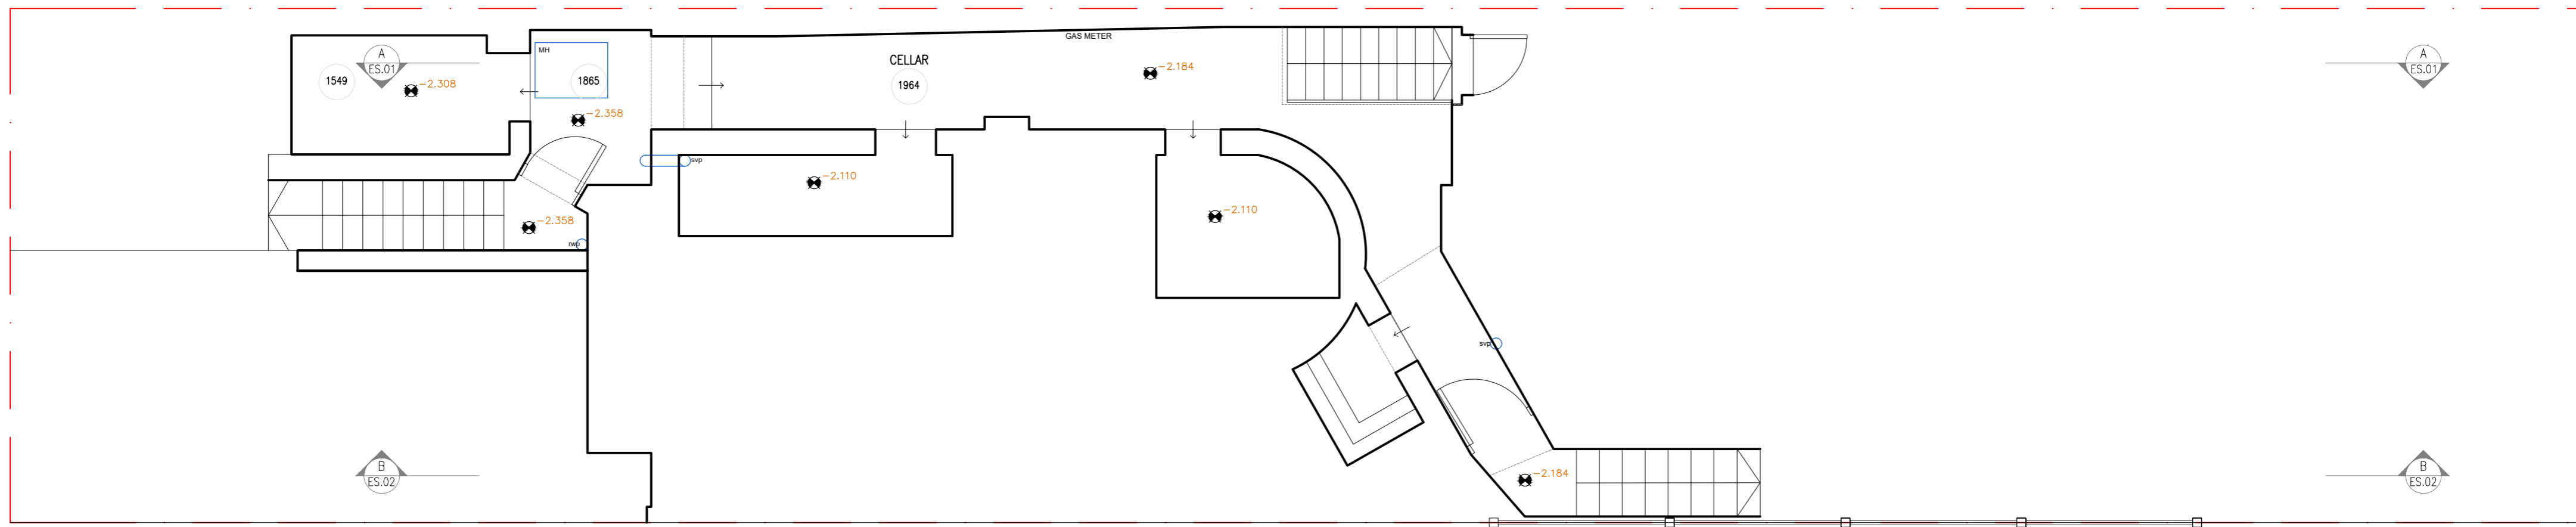 GAS METER
A
ES.01
MH
CELLAR
A
ES.01
1549
-2.308
1865
1964
-2.184
-2.358
svp
-2.110
-2.110
-2.358
rwp
svp
B
ES.02
-2.184
B
ES.02